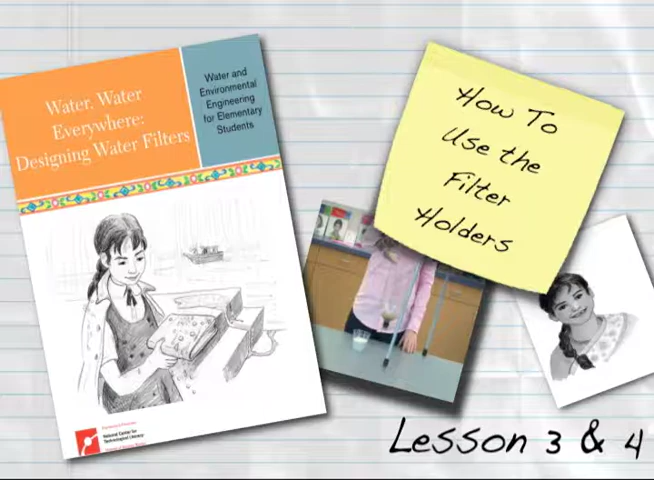 Water, Water
Everywhere:
Designing Water Filters
Water and
Environmental
Engineering
for Elementary
Students
How To
Use the
Filter
Holders
National Center for
Technological Literacy
Lesson 3 & 4